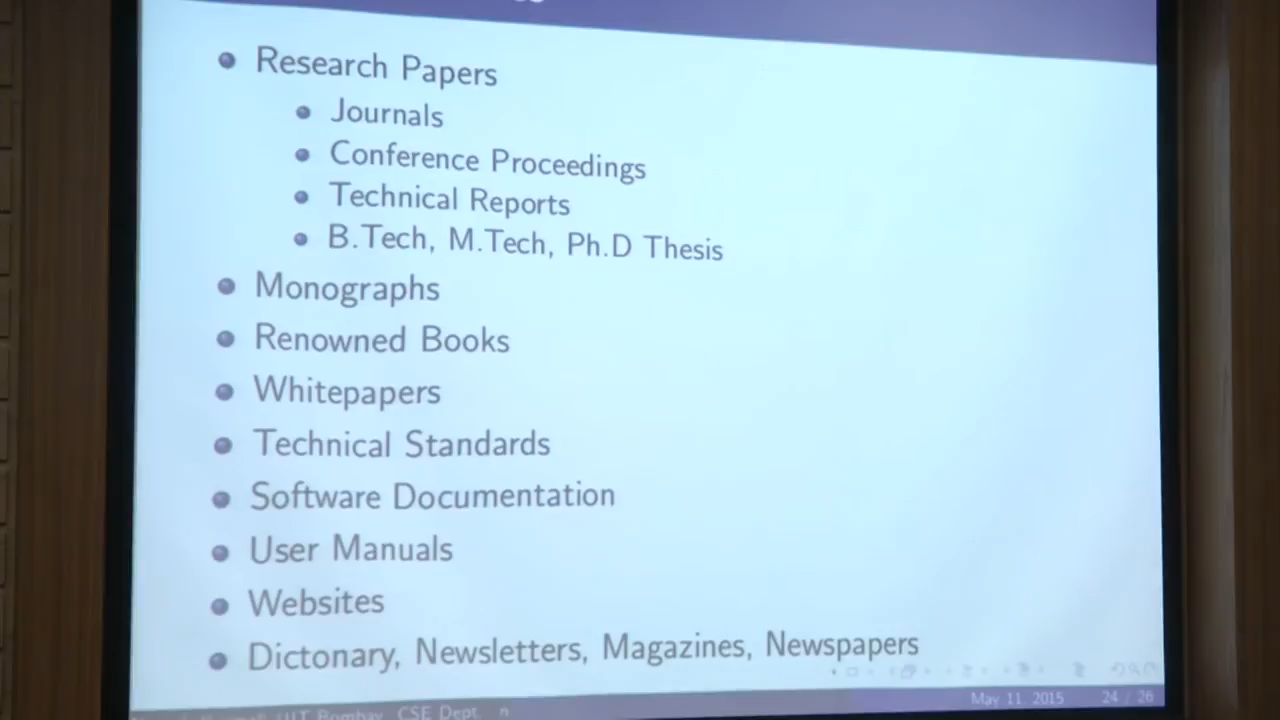 Research Papers
Journals
Conference Proceedings
Technical Reports
B.Tech, M.Tech, Ph.D Thesis
Monographs
Renowned Books
Whitepapers
Technical Standards
Software Documentation
User Manuals
Websites
Dictonary, Newsletters, Magazines, Newspapers
IIT Bombay CSE Dept. May 11, 2015 24 / 26